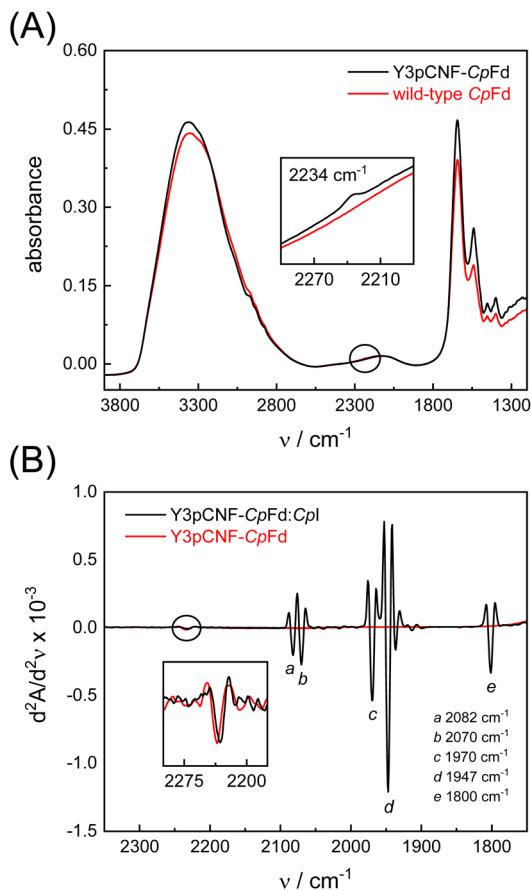 (A)
0.60
0.45
0.30
0.15
0.00
absorbance
Y3pCNF-CpFd
wild-type CpFd
2234 cm⁻¹
2270 2210
3800 3300 2800 2300 1800 1300
ν / cm⁻¹
(B)
1.0
0.5
0.0
-0.5
-1.0
-1.5
d²A/d²ν x 10⁻³
Y3pCNF-CpFd:CpI
Y3pCNF-CpFd
2275 2200
a
b
c
d
e
a 2082 cm⁻¹
b 2070 cm⁻¹
c 1970 cm⁻¹
d 1947 cm⁻¹
e 1800 cm⁻¹
2300 2200 2100 2000 1900 1800
ν / cm⁻¹